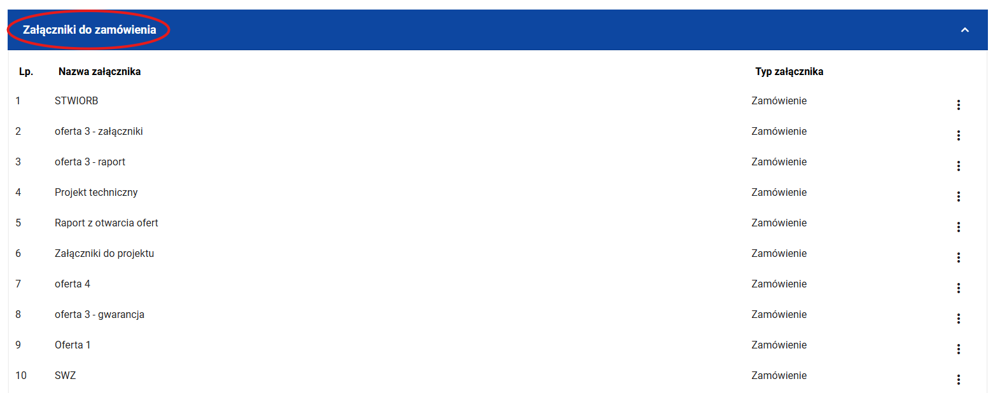 Załączniki do zamówienia
Lp. Nazwa załącznika Typ załącznika
1 STWIORB Zamówienie
2 oferta 3 - załączniki Zamówienie
3 oferta 3 - raport Zamówienie
4 Projekt techniczny Zamówienie
5 Raport z otwarcia ofert Zamówienie
6 Załączniki do projektu Zamówienie
7 oferta 4 Zamówienie
8 oferta 3 - gwarancja Zamówienie
9 Oferta 1 Zamówienie
10 SWZ Zamówienie